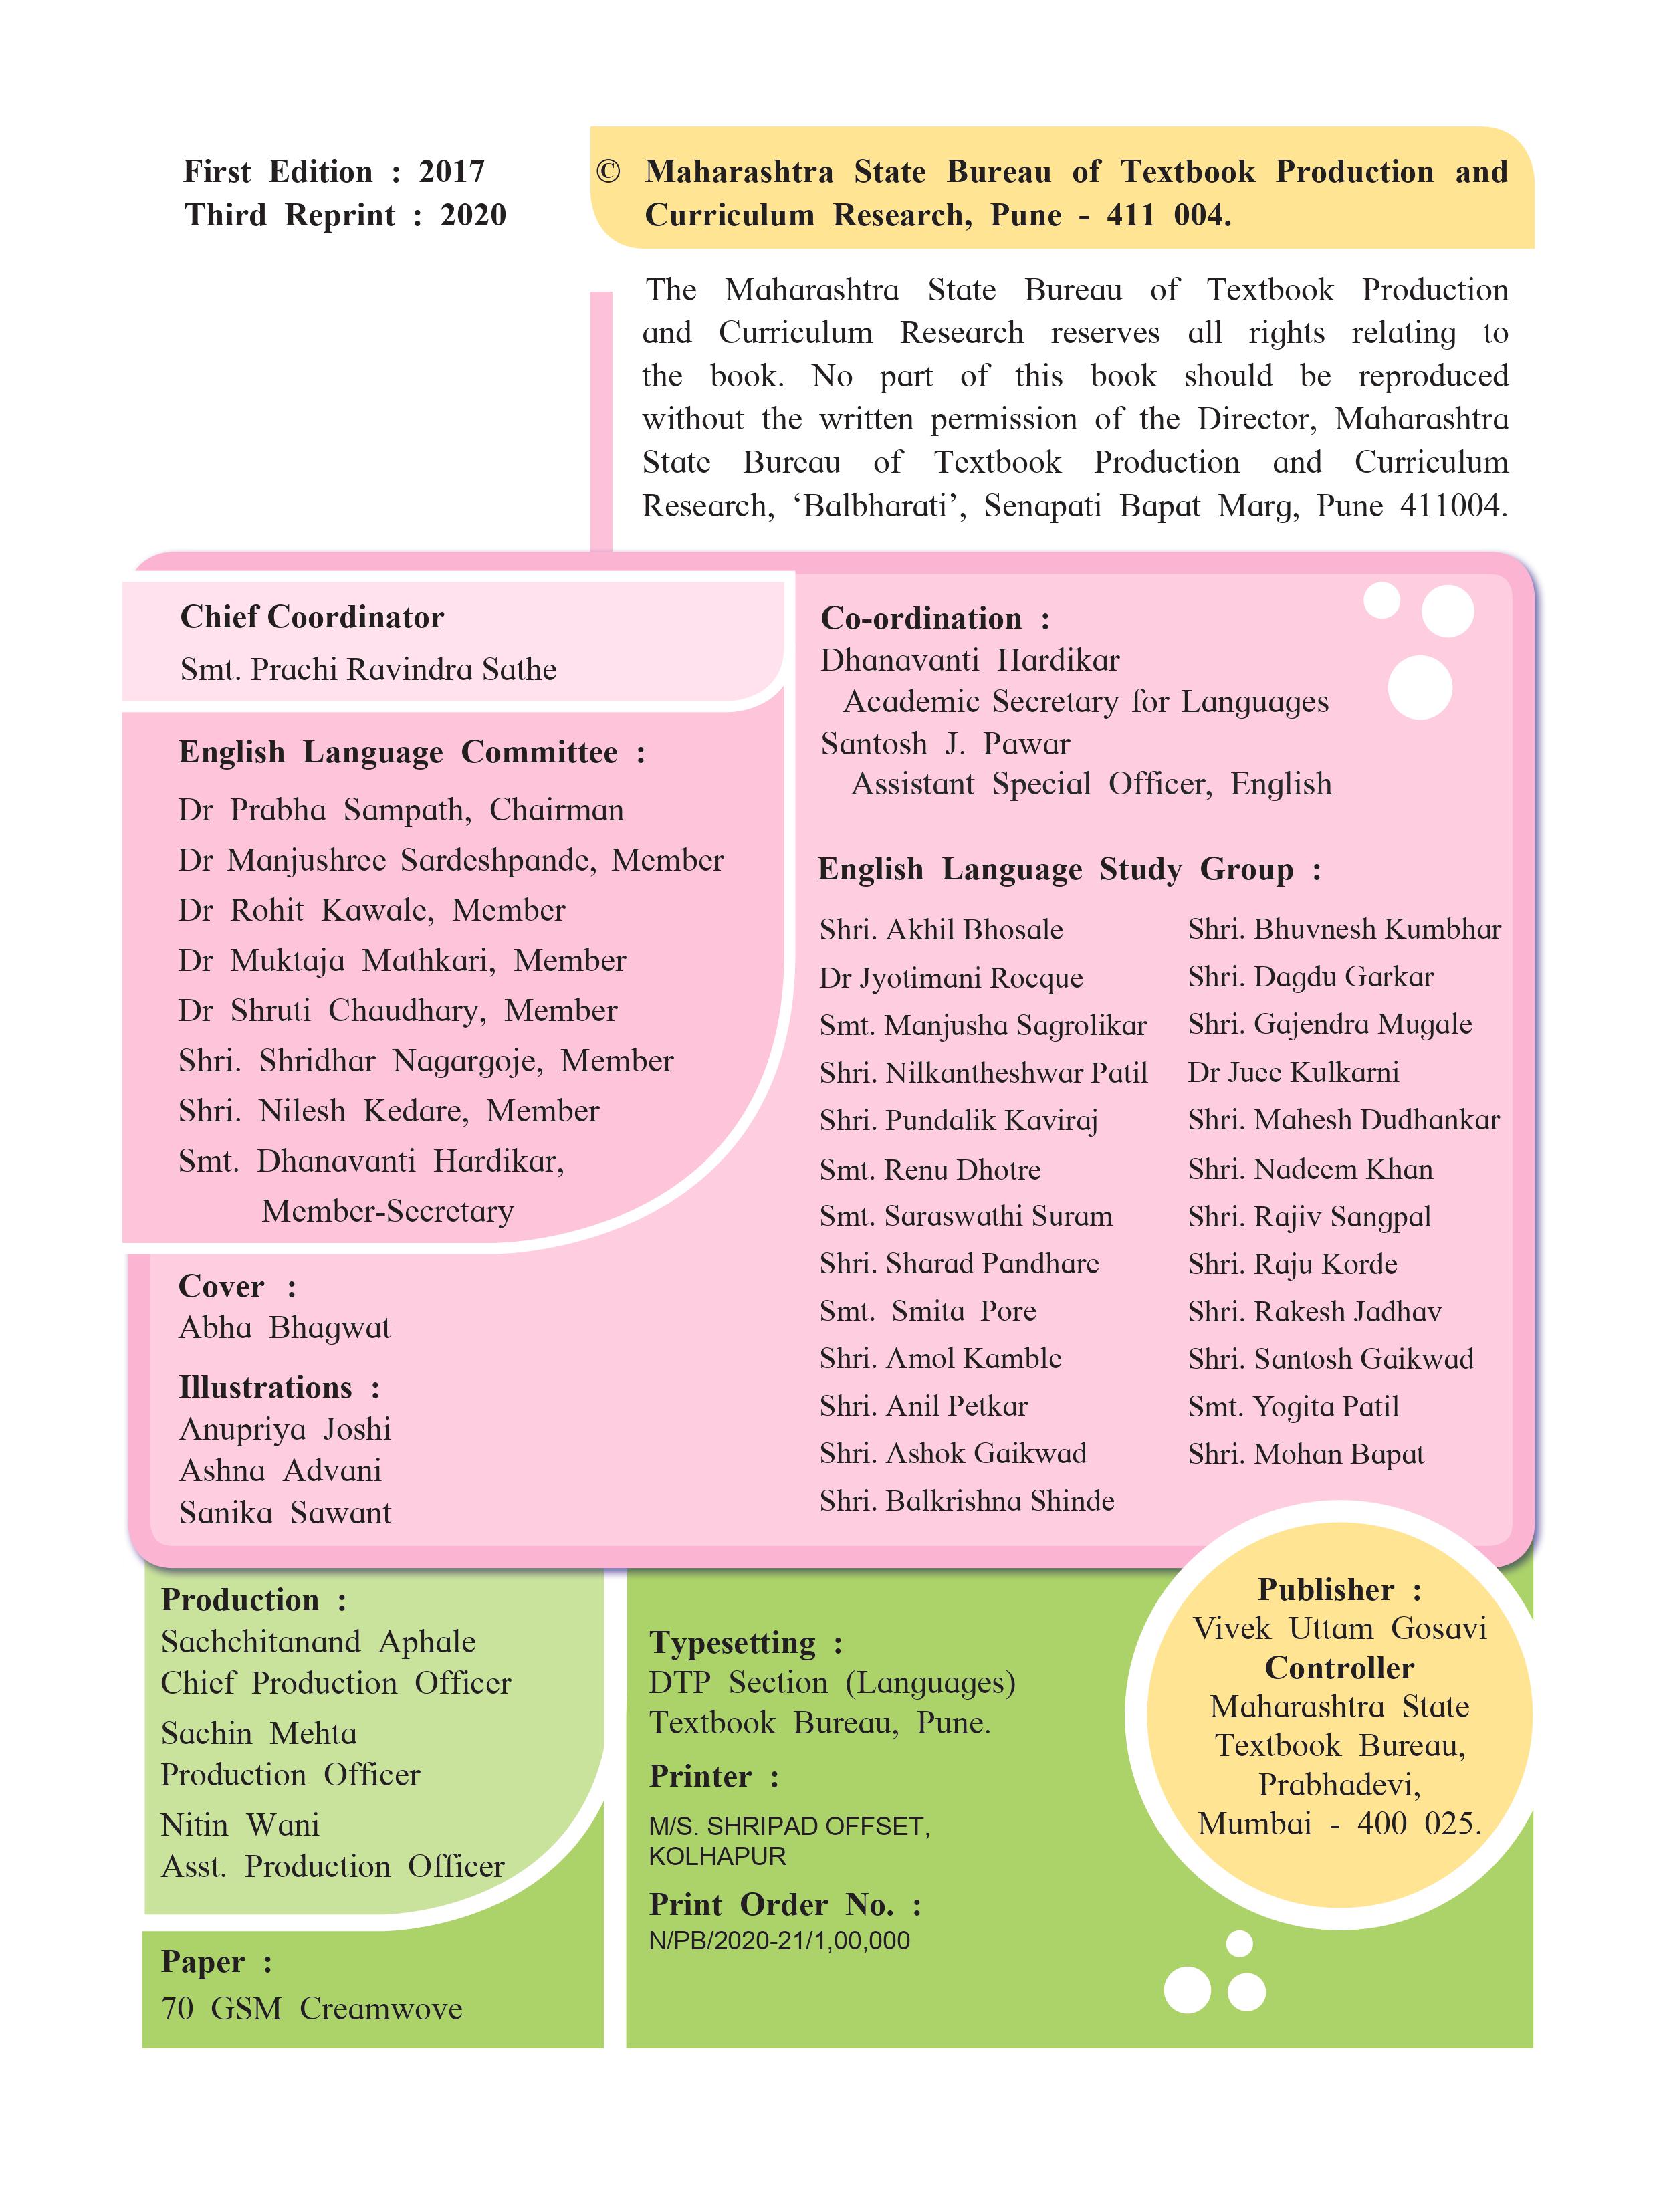 First Edition : 2017
Third Reprint : 2020
© Maharashtra State Bureau of Textbook Production and
Curriculum Research, Pune - 411 004.
The Maharashtra State Bureau of Textbook Production
and Curriculum Research reserves all rights relating to
the book. No part of this book should be reproduced
without the written permission of the Director, Maharashtra
State Bureau of Textbook Production and Curriculum
Research, ‘Balbharati’, Senapati Bapat Marg, Pune 411004.
Chief Coordinator
Smt. Prachi Ravindra Sathe
English Language Committee :
Dr Prabha Sampath, Chairman
Dr Manjushree Sardeshpande, Member
Dr Rohit Kawale, Member
Dr Muktaja Mathkari, Member
Dr Shruti Chaudhary, Member
Shri. Shridhar Nagargoje, Member
Shri. Nilesh Kedare, Member
Smt. Dhanavanti Hardikar,
Member-Secretary
Cover :
Abha Bhagwat
Illustrations :
Anupriya Joshi
Ashna Advani
Sanika Sawant
Co-ordination :
Dhanavanti Hardikar
Academic Secretary for Languages
Santosh J. Pawar
Assistant Special Officer, English
English Language Study Group :
Shri. Akhil Bhosale
Dr Jyotimani Rocque
Smt. Manjusha Sagrolikar
Shri. Nilkantheshwar Patil
Shri. Pundalik Kaviraj
Smt. Renu Dhotre
Smt. Saraswathi Suram
Shri. Sharad Pandhare
Smt. Smita Pore
Shri. Amol Kamble
Shri. Anil Petkar
Shri. Ashok Gaikwad
Shri. Balkrishna Shinde
Shri. Bhuvnesh Kumbhar
Shri. Dagdu Garkar
Shri. Gajendra Mugale
Dr Juee Kulkarni
Shri. Mahesh Dudhankar
Shri. Nadeem Khan
Shri. Rajiv Sangpal
Shri. Raju Korde
Shri. Rakesh Jadhav
Shri. Santosh Gaikwad
Smt. Yogita Patil
Shri. Mohan Bapat
Production :
Sachchitanand Aphale
Chief Production Officer
Sachin Mehta
Production Officer
Nitin Wani
Asst. Production Officer
Paper :
70 GSM Creamwove
Typesetting :
DTP Section (Languages)
Textbook Bureau, Pune.
Printer :
M/S. SHRIPAD OFFSET,
KOLHAPUR
Print Order No. :
N/PB/2020-21/1,00,000
Publisher :
Vivek Uttam Gosavi
Controller
Maharashtra State
Textbook Bureau,
Prabhadevi,
Mumbai - 400 025.